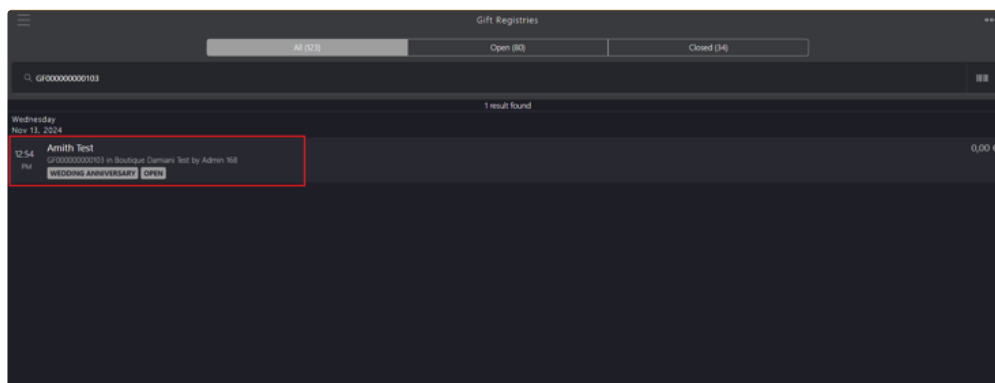 Gift Registries
All (123) Open (80) Closed (34)
GF000000000103
1 result found
Wednesday
Nov 13, 2024
12:54 PM
Amith Test
GF000000000103 in Boutique Damiani Test by Admin 168
WEDDING ANNIVERSARY OPEN
0,00 €